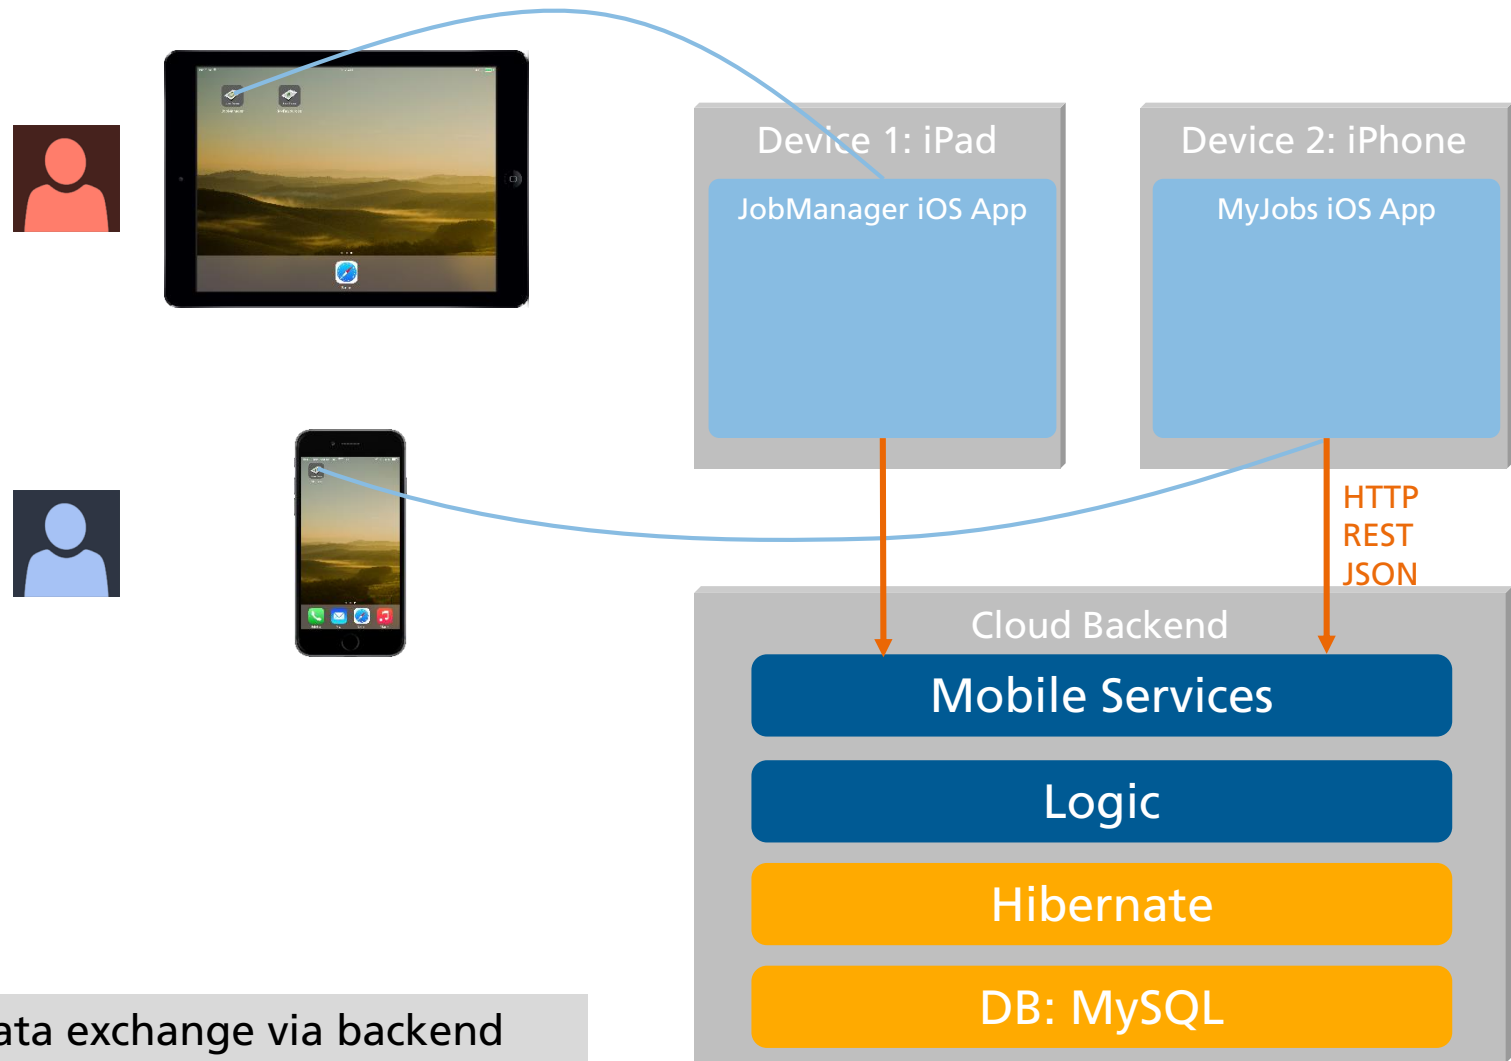 Device 1: iPad
JobManager iOS App
Device 2: iPhone
MyJobs iOS App
HTTP
REST
JSON
Cloud Backend
Mobile Services
Logic
Hibernate
DB: MySQL
ata exchange via backend